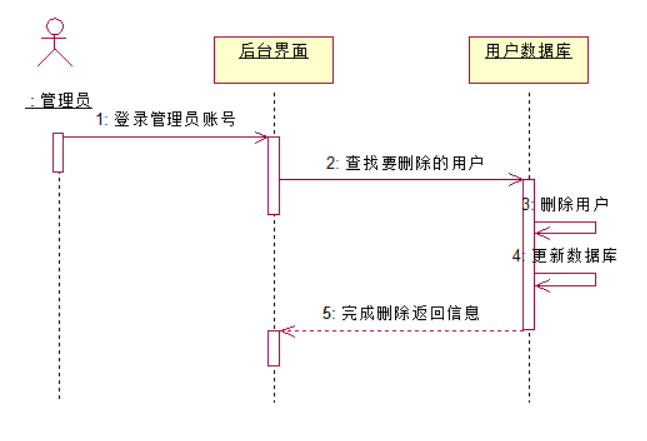 后台界面
用户数据库
: 管理员
1: 登录管理员账号
2: 查找要删除的用户
3: 删除用户
4: 更新数据库
5: 完成删除返回信息